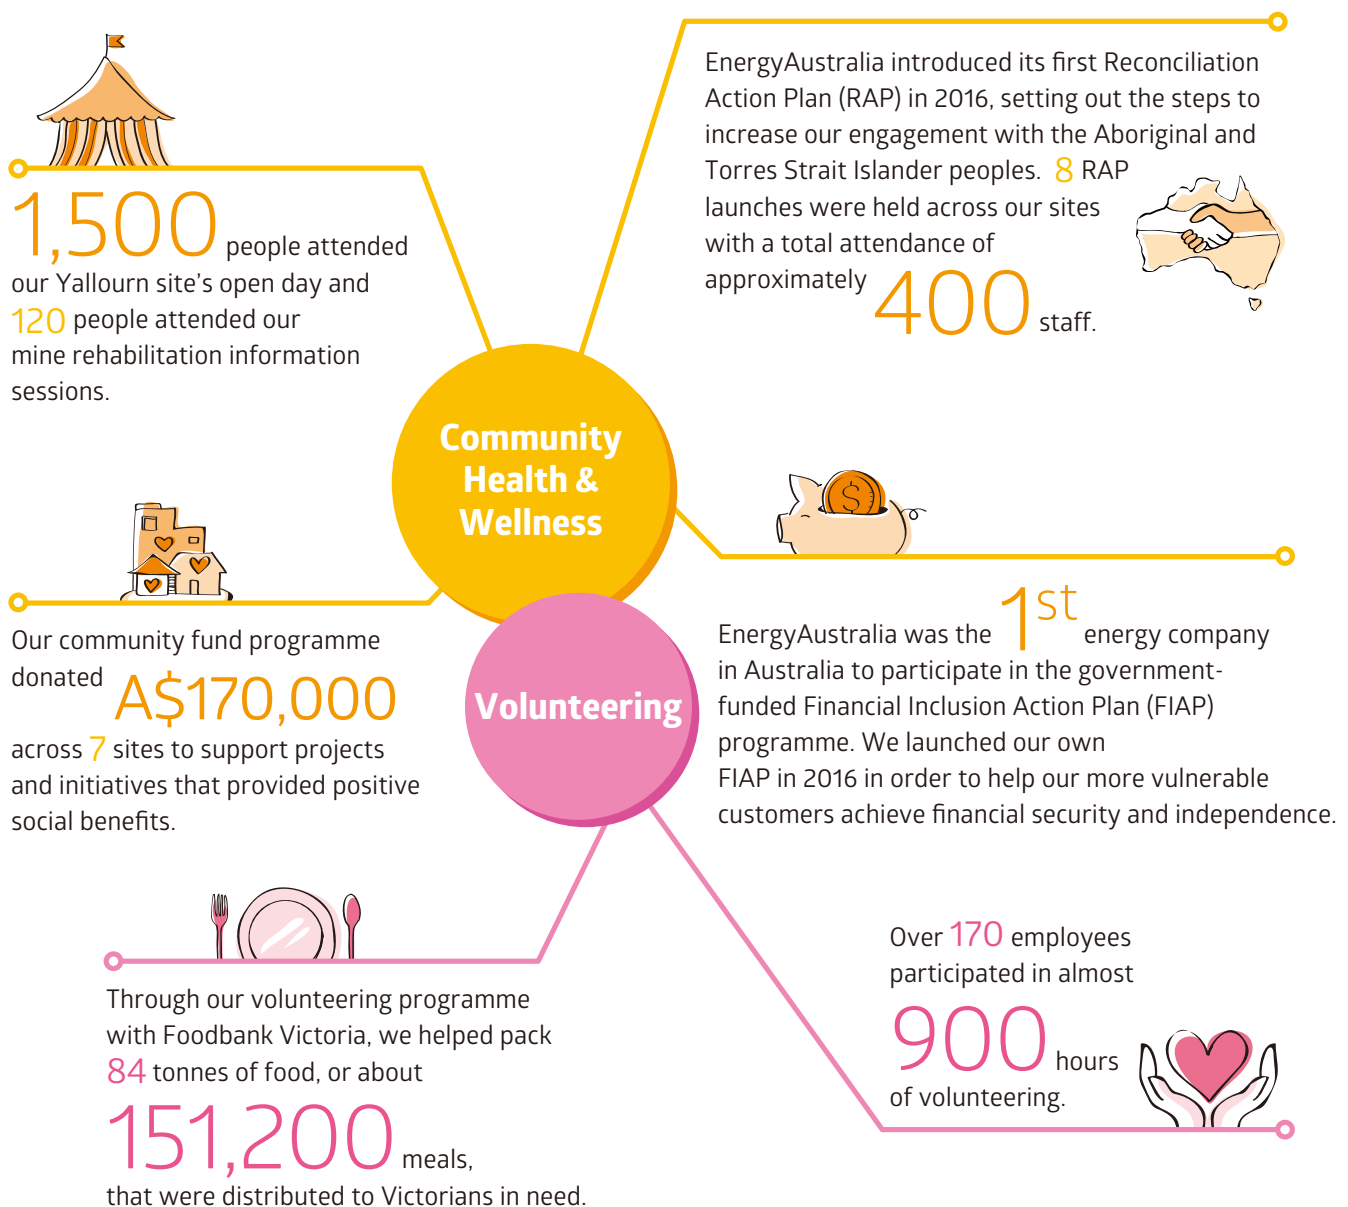 1,500 people attended
our Yallourn site’s open day and
120 people attended our
mine rehabilitation information
sessions.
EnergyAustralia introduced its first Reconciliation
Action Plan (RAP) in 2016, setting out the steps to
increase our engagement with the Aboriginal and
Torres Strait Islander peoples. 8 RAP
launches were held across our sites
with a total attendance of
approximately 400 staff.
Community
Health &
Wellness
Our community fund programme
donated A$170,000
across 7 sites to support projects
and initiatives that provided positive
social benefits.
$
EnergyAustralia was the 1st energy company
in Australia to participate in the government-
funded Financial Inclusion Action Plan (FIAP)
programme. We launched our own
FIAP in 2016 in order to help our more vulnerable
customers achieve financial security and independence.
Volunteering
Through our volunteering programme
with Foodbank Victoria, we helped pack
84 tonnes of food, or about
151,200 meals,
that were distributed to Victorians in need.
Over 170 employees
participated in almost
900 hours
of volunteering.